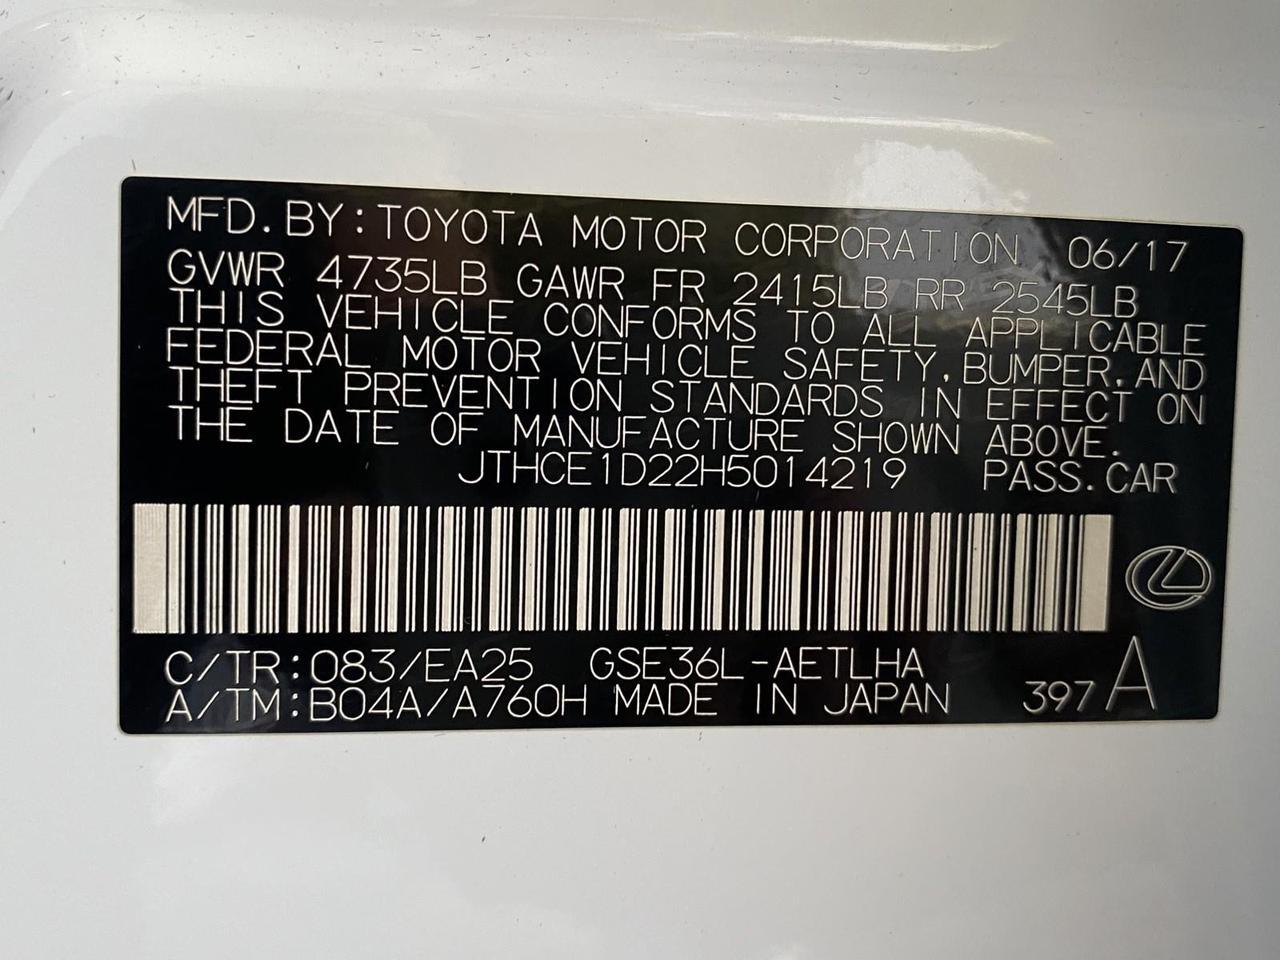 MFD. BY: TOYOTA MOTOR CORPORATION 06/17
GVWR 4735LB GAWR FR 2415LB RR 2545LB
THIS VEHICLE CONFORMS TO ALL APPLICABLE
FEDERAL MOTOR VEHICLE SAFETY, BUMPER, AND
THEFT PREVENTION STANDARDS IN EFFECT ON
THE DATE OF MANUFACTURE SHOWN ABOVE.
JTHCE1D22H5014219 PASS. CAR
C/TR: 083/EA25 GSE36L-AETLHA
A/TM: B04A/A760H MADE IN JAPAN 397 A